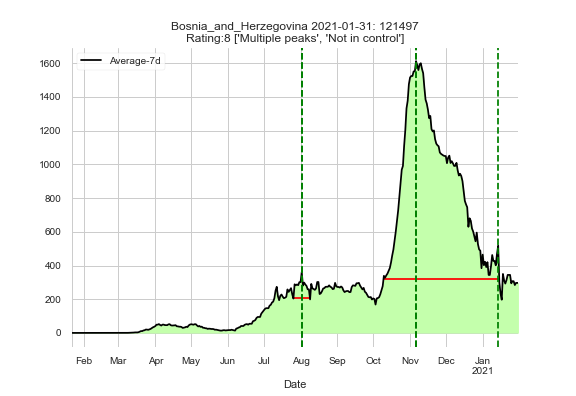 Bosnia_and_Herzegovina 2021-01-31: 121497
Rating:8 ['Multiple peaks', 'Not in control']
Average-7d
1600
1400
1200
1000
800
600
400
200
0
Feb Mar Apr May Jun Jul Aug Sep Oct Nov Dec Jan
2021
Date